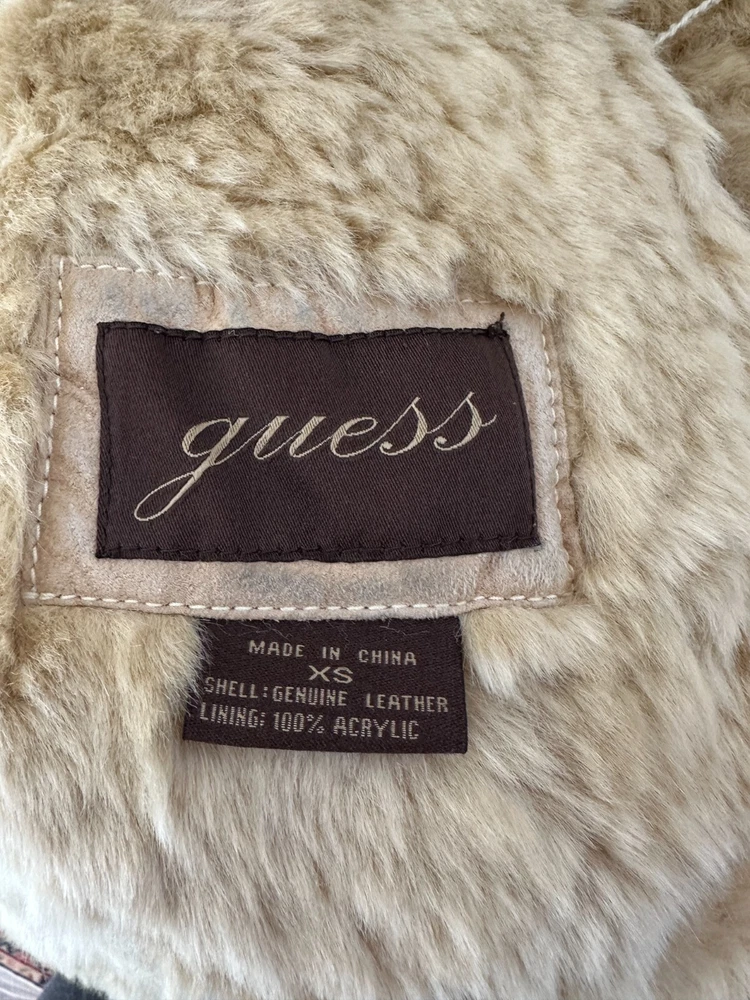 guess
MADE IN CHINA
XS
SHELL: GENUINE LEATHER
LINING: 100% ACRYLIC